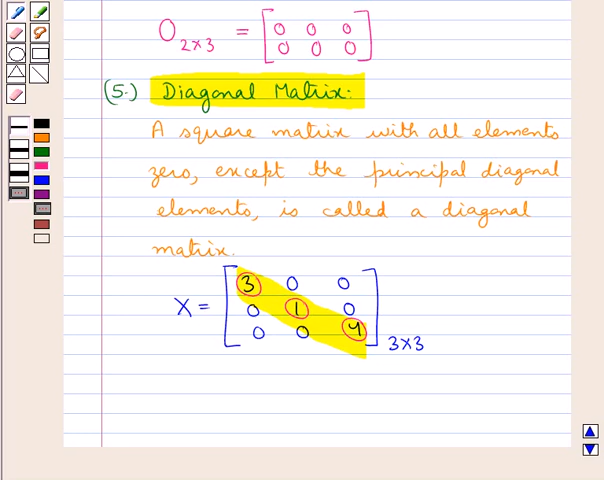 O 2×3 = [ 0 0 0
0 0 0 ]
(5.) Diagonal Matrix:
A square matrix with all elements
zero, except the principal diagonal
elements, is called a diagonal
matrix.
X = [ 3 0 0
0 1 0
0 0 4 ] 3×3